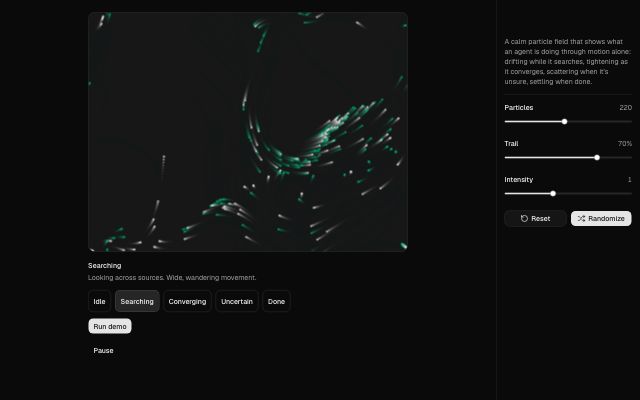 A calm particle field that shows what
an agent is doing through motion alone:
drifting while it searches, tightening as
it converges, scattering when it's
unsure, settling when done.
Particles 220
Trail 70%
Intensity 1
Reset Randomize
Searching
Looking across sources. Wide, wandering movement.
Idle Searching Converging Uncertain Done
Run demo
Pause